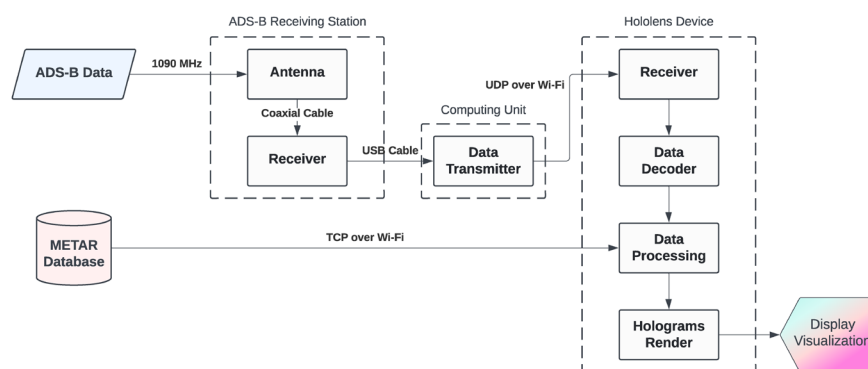 ADS-B Receiving Station
Hololens Device
ADS-B Data
1090 MHz
Antenna
Receiver
UDP over Wi-Fi
Coaxial Cable
Computing Unit
Receiver
USB Cable
Data
Transmitter
Data
Decoder
METAR
Database
TCP over Wi-Fi
Data
Processing
Holograms
Render
Display
Visualization